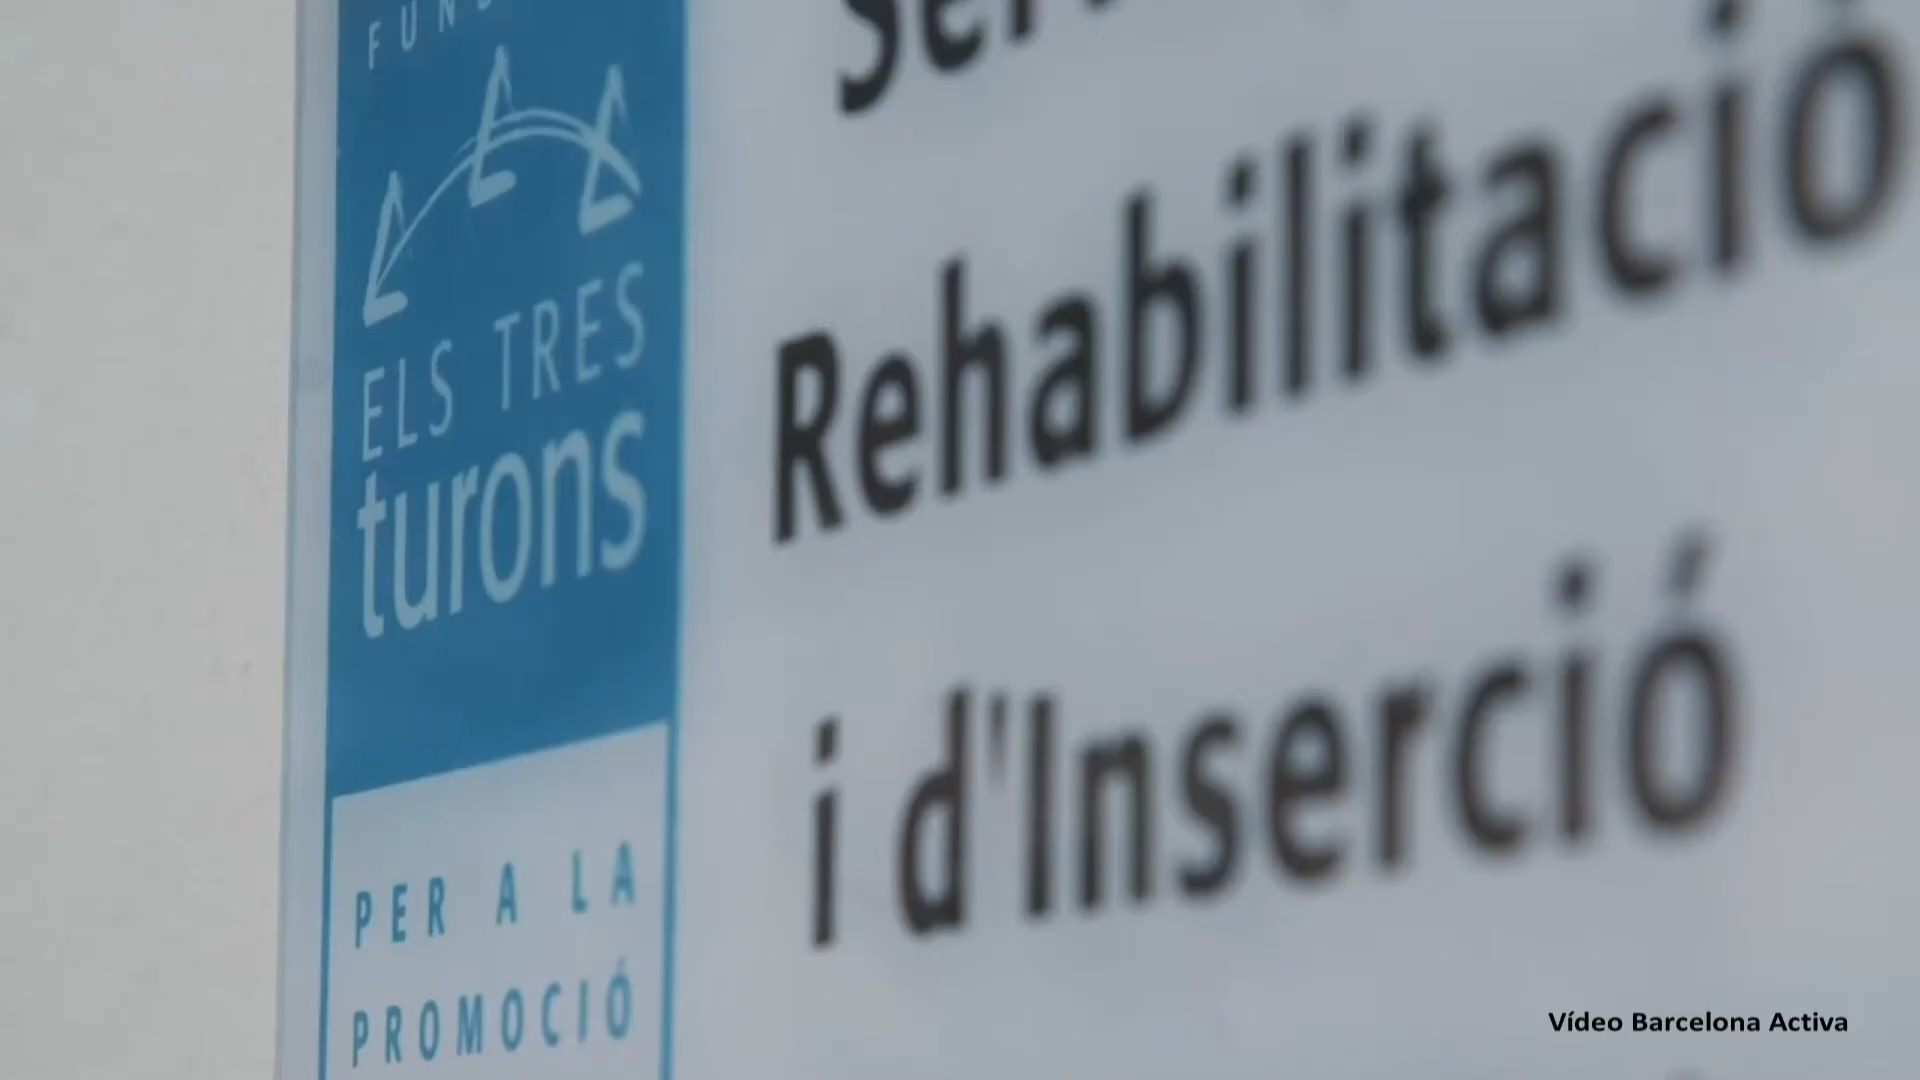 ELS TRES
turons
PER A LA
PROMOCIÓ
Rehabilitació
i d'Inserció
Vídeo Barcelona Activa